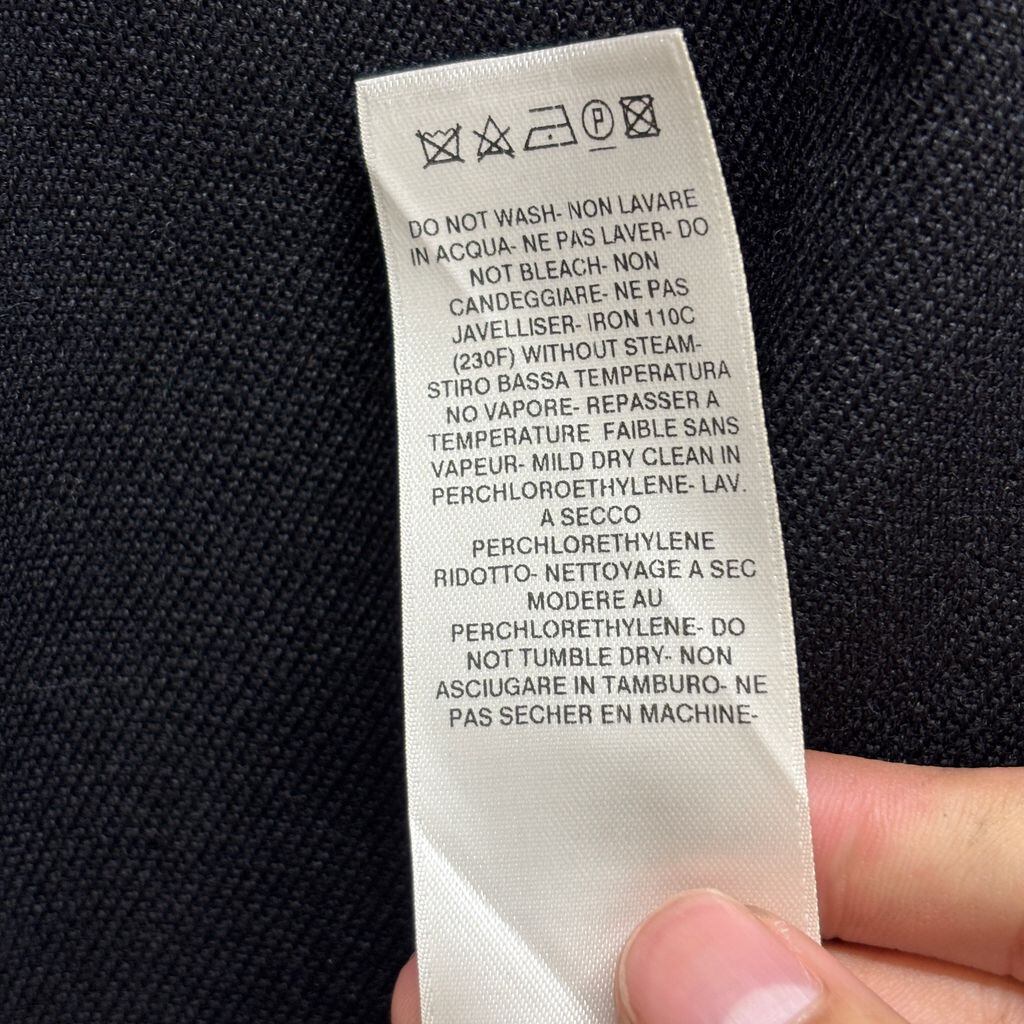 P
DO NOT WASH- NON LAVARE
IN ACQUA- NE PAS LAVER- DO
NOT BLEACH- NON
CANDEGGIARE- NE PAS
JAVELLISER- IRON 110C
(230F) WITHOUT STEAM-
STIRO BASSA TEMPERATURA
NO VAPORE- REPASSER A
TEMPERATURE FAIBLE SANS
VAPEUR- MILD DRY CLEAN IN
PERCHLOROETHYLENE- LAV.
A SECCO
PERCHLORETHYLENE
RIDOTTO- NETTOYAGE A SEC
MODERE AU
PERCHLORETHYLENE- DO
NOT TUMBLE DRY- NON
ASCIUGARE IN TAMBURO- NE
PAS SECHER EN MACHINE-